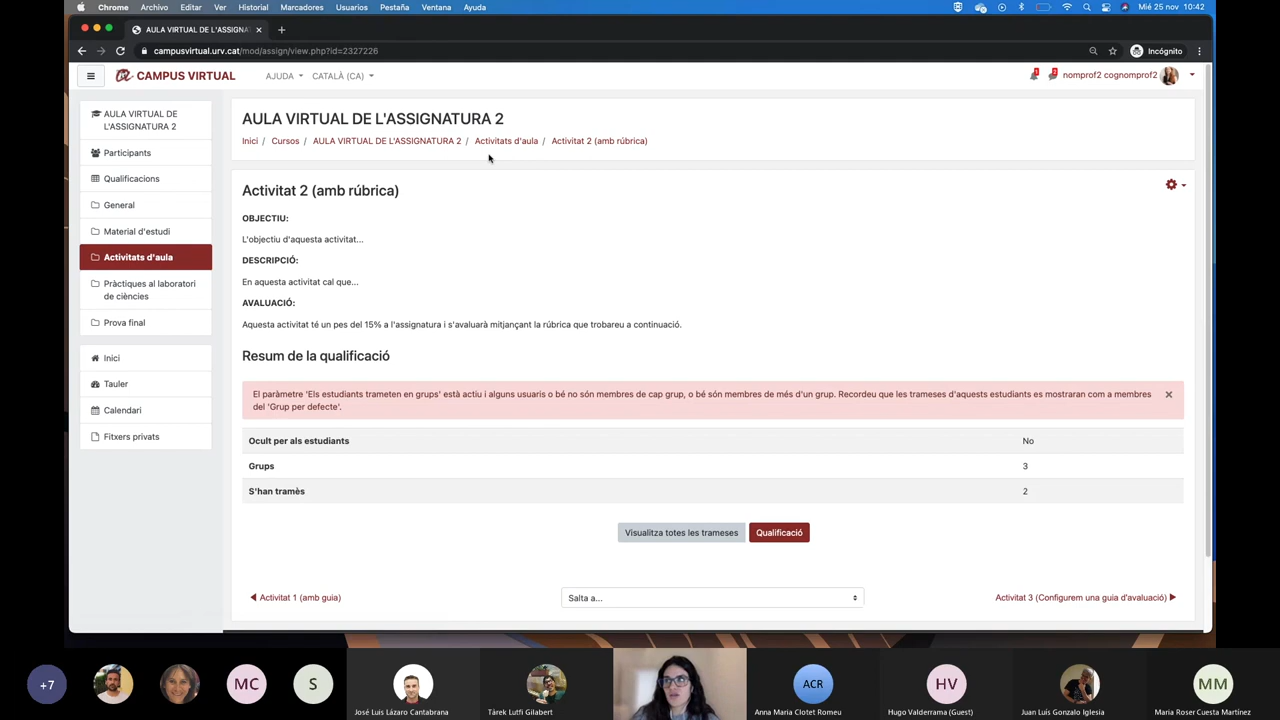 Chrome Archivo Editar Ver Historial Marcadores Usuarios Pestaña Ventana Ayuda Mié 25 nov 10:42
AULA VIRTUAL DE L'ASSIGNAT
campusvirtual.urv.cat/mod/assign/view.php?id=2327226 Incógnito
CAMPUS VIRTUAL AJUDA CATALÀ (CA) 1 2 nomprof2 cognomprof2
AULA VIRTUAL DE
L'ASSIGNATURA 2
Participants
Qualificacions
General
Material d'estudi
Activitats d'aula
Pràctiques al laboratori
de ciències
Prova final
Inici
Tauler
Calendari
Fitxers privats
AULA VIRTUAL DE L'ASSIGNATURA 2
Inici / Cursos / AULA VIRTUAL DE L'ASSIGNATURA 2 / Activitats d'aula / Activitat 2 (amb rúbrica)
Activitat 2 (amb rúbrica)
OBJECTIU:
L'objectiu d'aquesta activitat...
DESCRIPCIÓ:
En aquesta activitat cal que...
AVALUACIÓ:
Aquesta activitat té un pes del 15% a l'assignatura i s'avaluarà mitjançant la rúbrica que trobareu a continuació.
Resum de la qualificació
El paràmetre 'Els estudiants trameten en grups' està actiu i alguns usuaris o bé no són membres de cap grup, o bé són membres de més d'un grup. Recordeu que les trameses d'aquests estudiants es mostraran com a membres
del 'Grup per defecte'.
Ocult per als estudiants No
Grups 3
S'han tramès 2
Visualitza totes les trameses Qualificació
Activitat 1 (amb guia) Salta a... Activitat 3 (Configurem una guia d'avaluació)
+7 MC S ACR HV MM
José Luis Lázaro Cantabrana Tárek Lutfi Gilabert Anna Maria Clotet Romeu Hugo Valderrama (Guest) Juan Luis Gonzalo Iglesia Maria Roser Cuesta Martínez